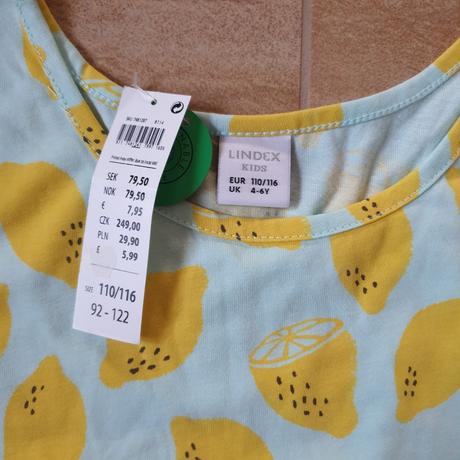 SEK 79,50
NOK 79,50
€ 7,95
CZK 249,00
PLN 29,90
£ 5,99
SIZE 110/116
92 - 122
LINDEX
KIDS
EUR 110/116
UK 4-6Y